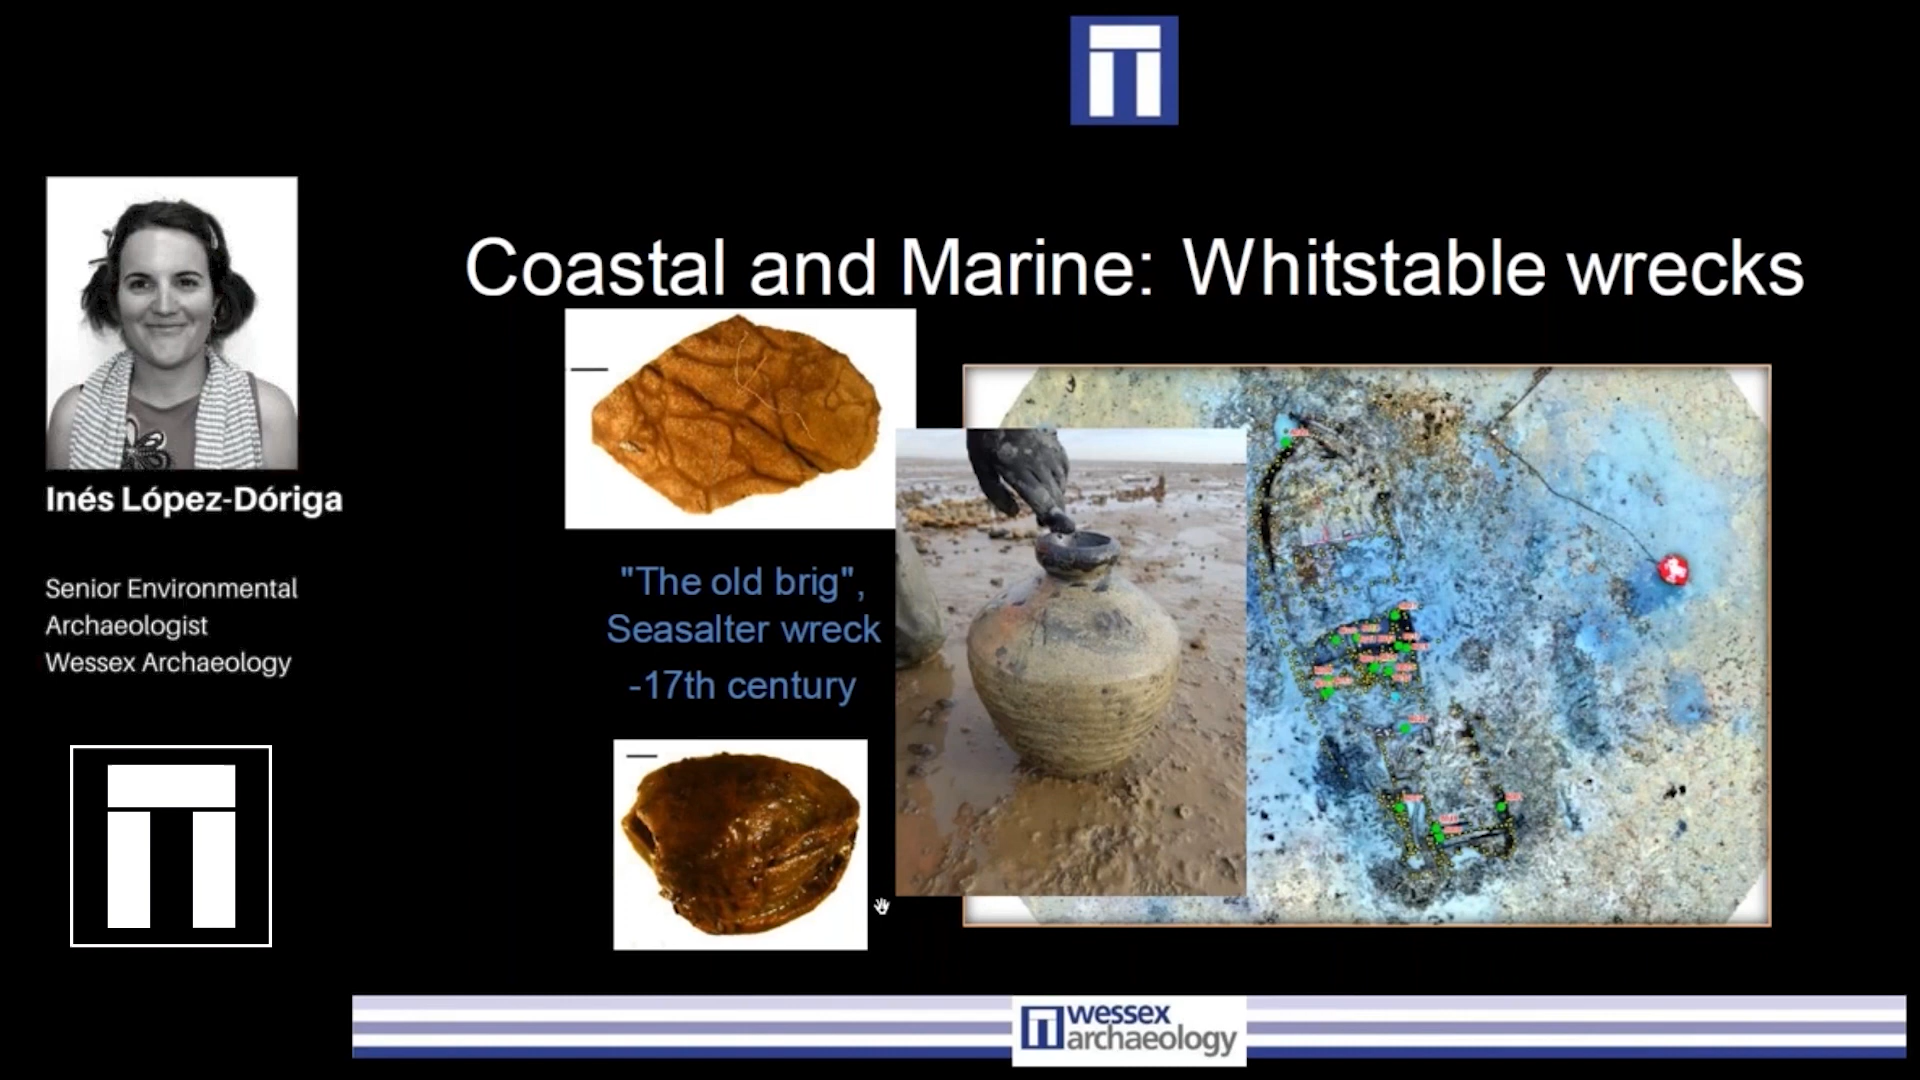 Coastal and Marine: Whitstable wrecks
Inés López-Dóriga
Senior Environmental
Archaeologist
Wessex Archaeology
"The old brig",
Seasalter wreck
-17th century
wessex
archaeology